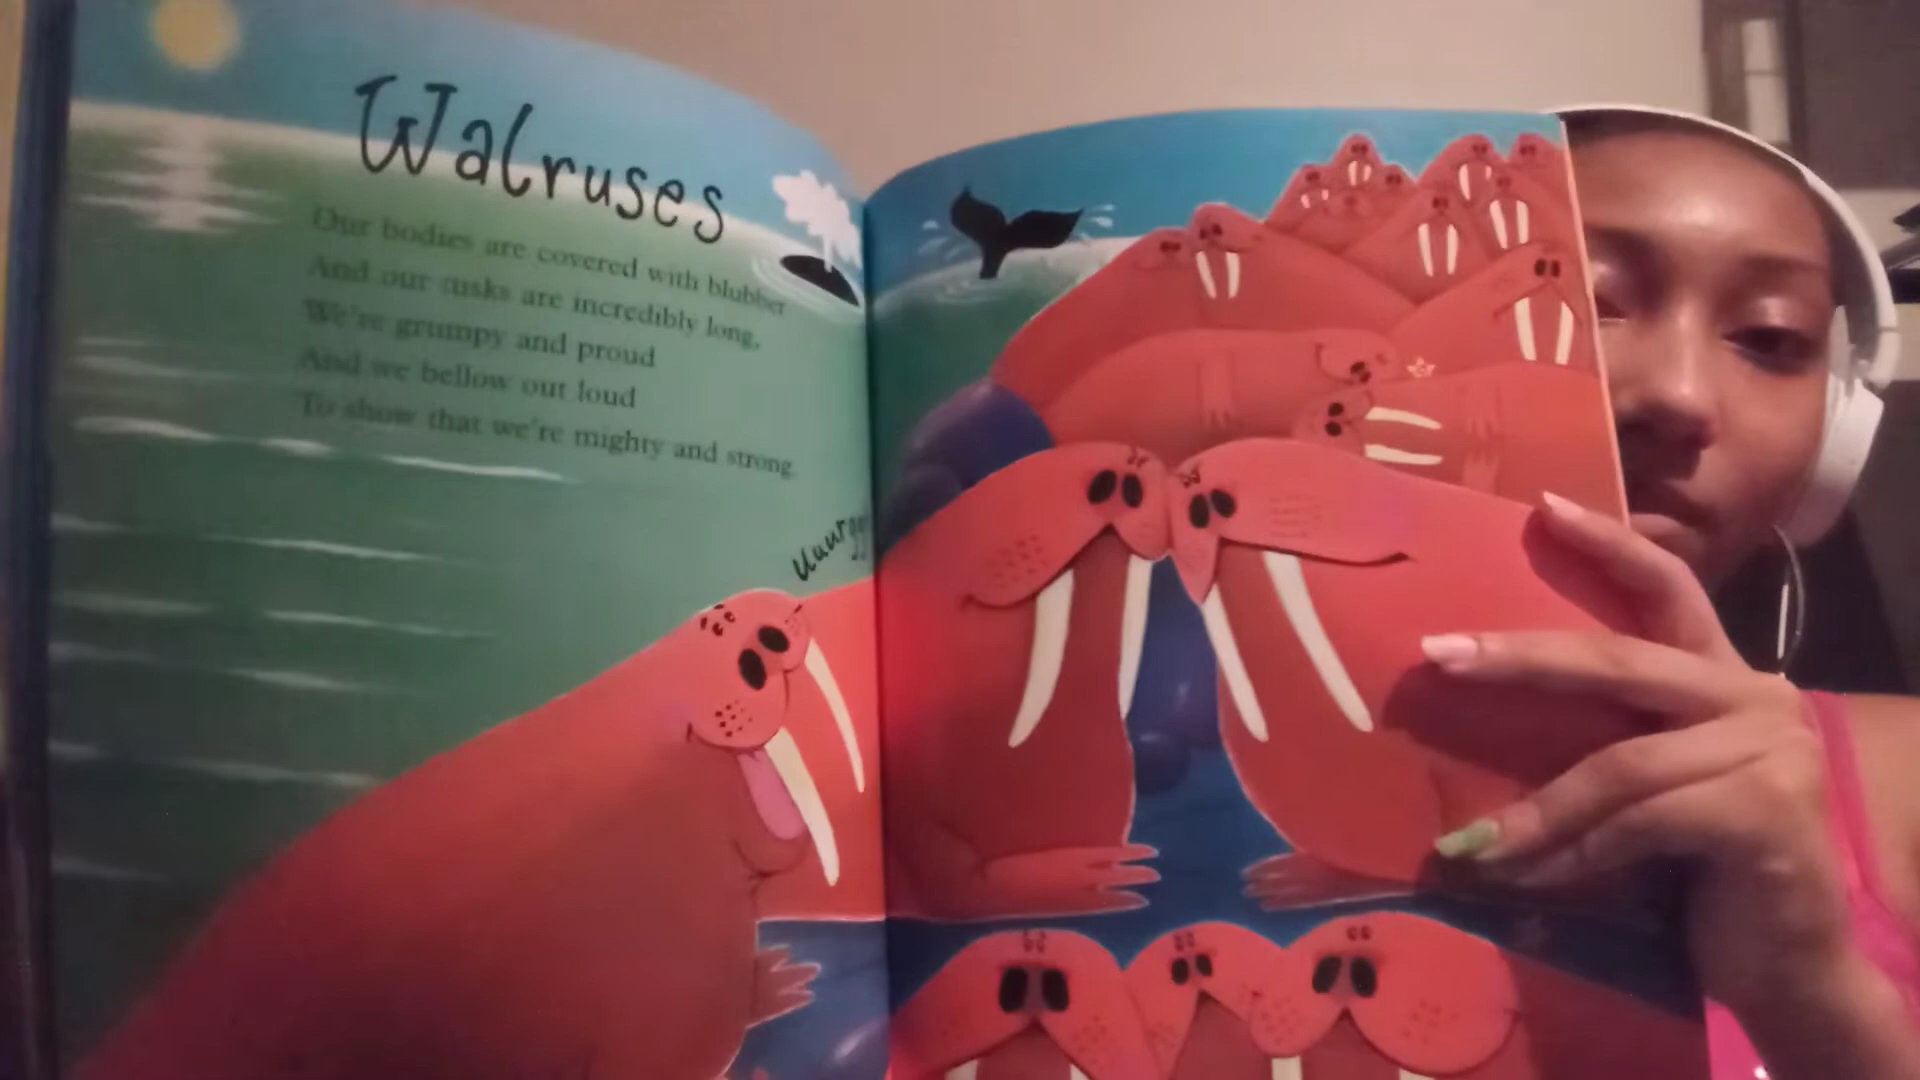 Walruses
Our bodies are covered with blubber
And our tusks are incredibly long,
We're grumpy and proud
And we bellow out loud
To show that we're mighty and strong.